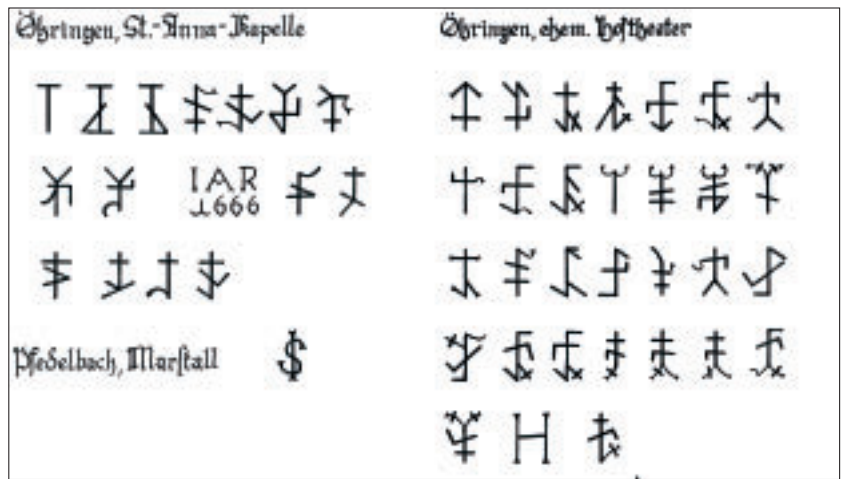 Öhringen, St.-Anna-Kapelle
Öhringen, ehem. Hoftheater
IAR
1666
Pfedelbach, Marstall